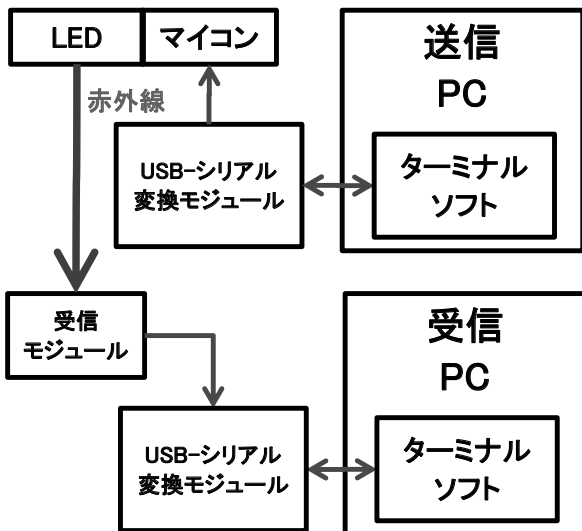 LED
マイコン
送信
PC
赤外線
USB-シリアル
変換モジュール
ターミナル
ソフト
受信
モジュール
受信
PC
USB-シリアル
変換モジュール
ターミナル
ソフト